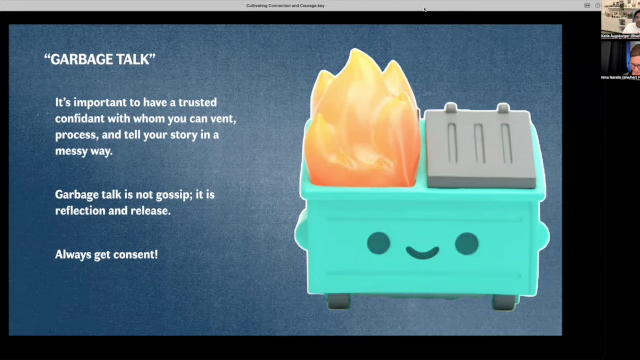 Cultivating Connection and Courage.key
“GARBAGE TALK”
It’s important to have a trusted
confidant with whom you can vent,
process, and tell your story in a
messy way.
Garbage talk is not gossip; it is
reflection and release.
Always get consent!